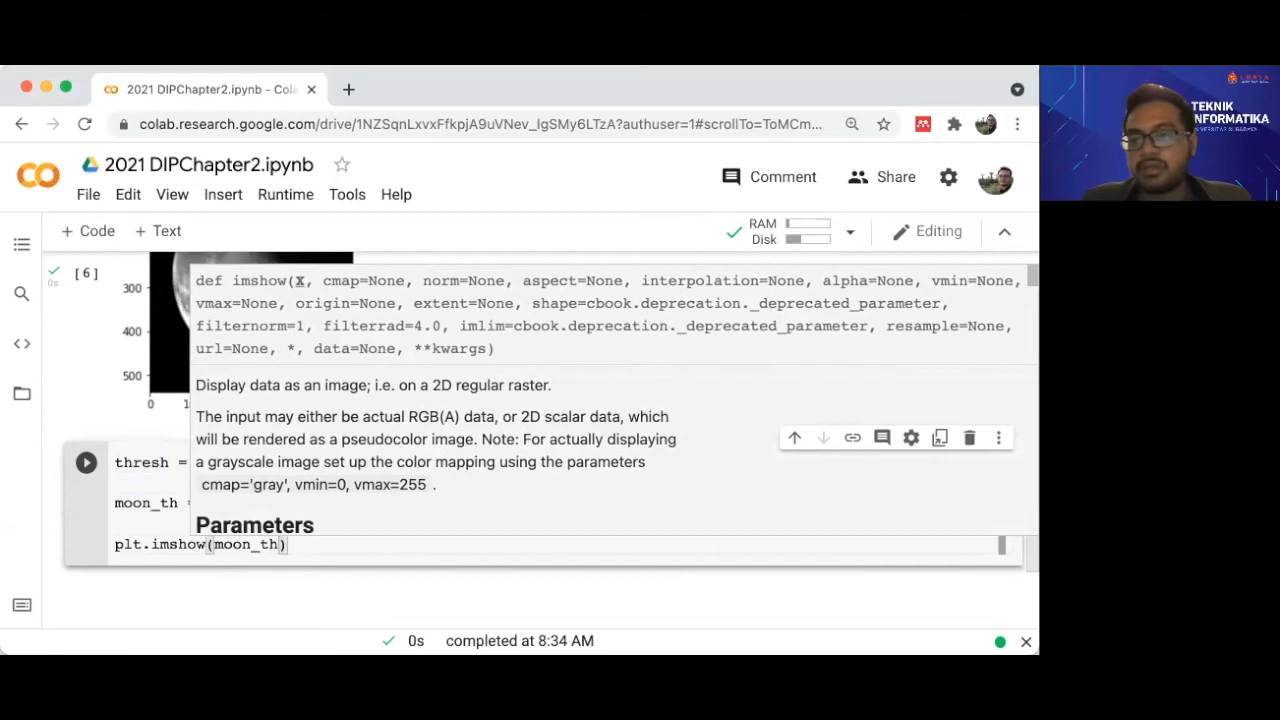 2021 DIPChapter2.ipynb - Cola
colab.research.google.com/drive/1NZSqnLxvxFfkpjA9uVNev_IgSMy6LTzA?authuser=1#scrollTo=ToMCm...
CO
2021 DIPChapter2.ipynb
File Edit View Insert Runtime Tools Help
Comment
Share
+ Code + Text
RAM
Disk
Editing
[6]
0s
300
400
500
0
def imshow(X, cmap=None, norm=None, aspect=None, interpolation=None, alpha=None, vmin=None,
vmax=None, origin=None, extent=None, shape=cbook.deprecation._deprecated_parameter,
filternorm=1, filterrad=4.0, imlim=cbook.deprecation._deprecated_parameter, resample=None,
url=None, *, data=None, **kwargs)
Display data as an image; i.e. on a 2D regular raster.
The input may either be actual RGB(A) data, or 2D scalar data, which
will be rendered as a pseudocolor image. Note: For actually displaying
a grayscale image set up the color mapping using the parameters
cmap='gray', vmin=0, vmax=255 .
Parameters
thresh =
moon_th =
plt.imshow(moon_th)
0s completed at 8:34 AM
TEKNIK
INFORMATIKA